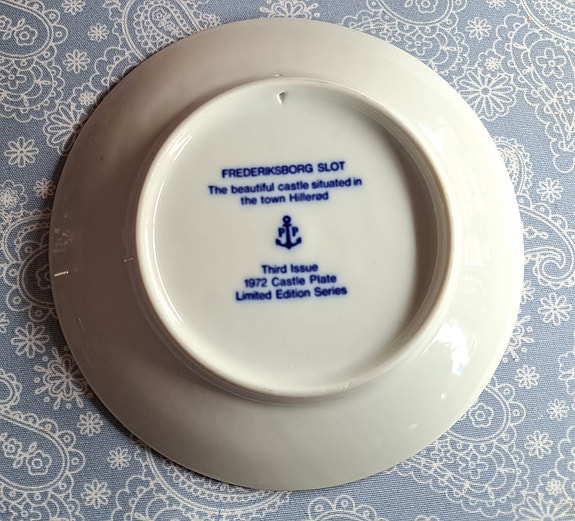 FREDERIKSBORG SLOT
The beautiful castle situated in
the town Hillerød
P P
Third Issue
1972 Castle Plate
Limited Edition Series